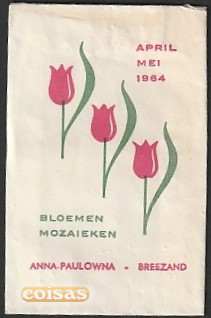 APRIL
MEI
1964
BLOEMEN
MOZAIEKEN
ANNA-PAULOWNA - BREEZAND
coisas